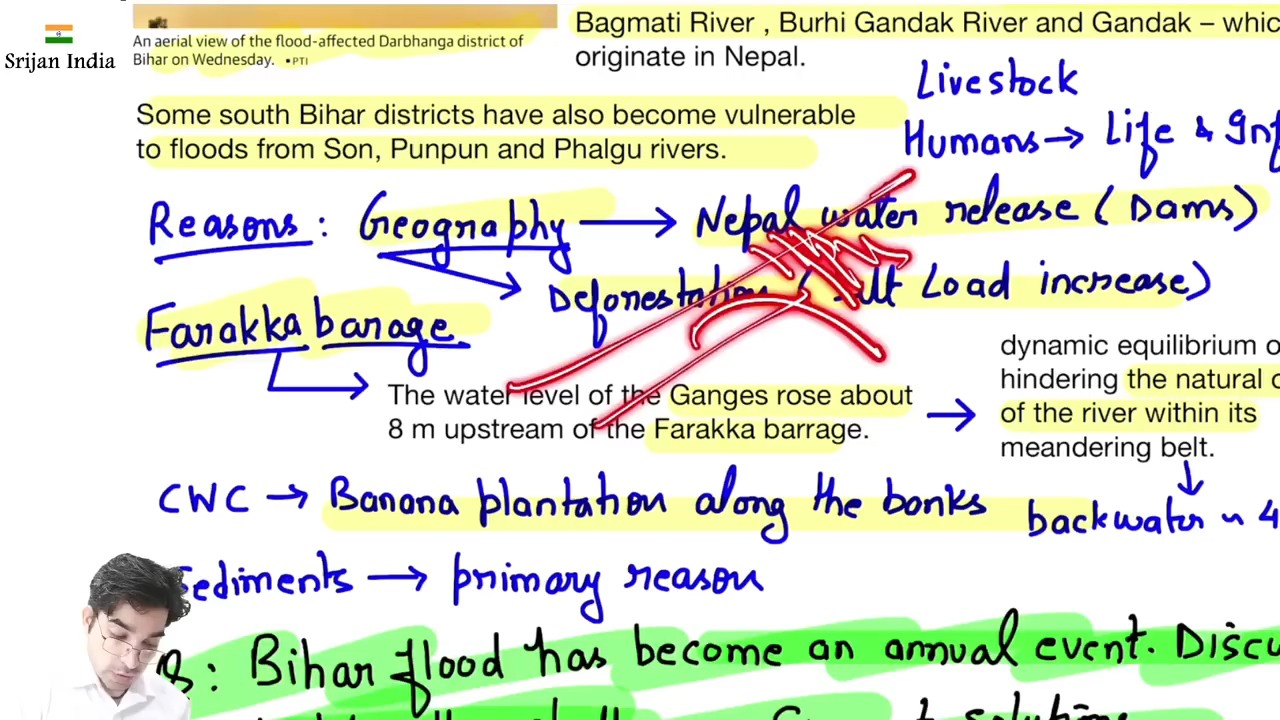 Srijan India
An aerial view of the flood-affected Darbhanga district of
Bihar on Wednesday. •PTI
Bagmati River , Burhi Gandak River and Gandak – whic
originate in Nepal.
Livestock
Humans → Life & Inf
Some south Bihar districts have also become vulnerable
to floods from Son, Punpun and Phalgu rivers.
Reasons : Geography → Nepal water release (Dams)
Deforestation ( Silt Load increase)
Farakka barage
The water level of the Ganges rose about
8 m upstream of the Farakka barrage.
dynamic equilibrium o
hindering the natural
of the river within its
meandering belt.
CWC → Banana plantation along the banks
backwater ~ 4
Sediments → primary reason
Q: Bihar flood has become an annual event. Discu
solutions